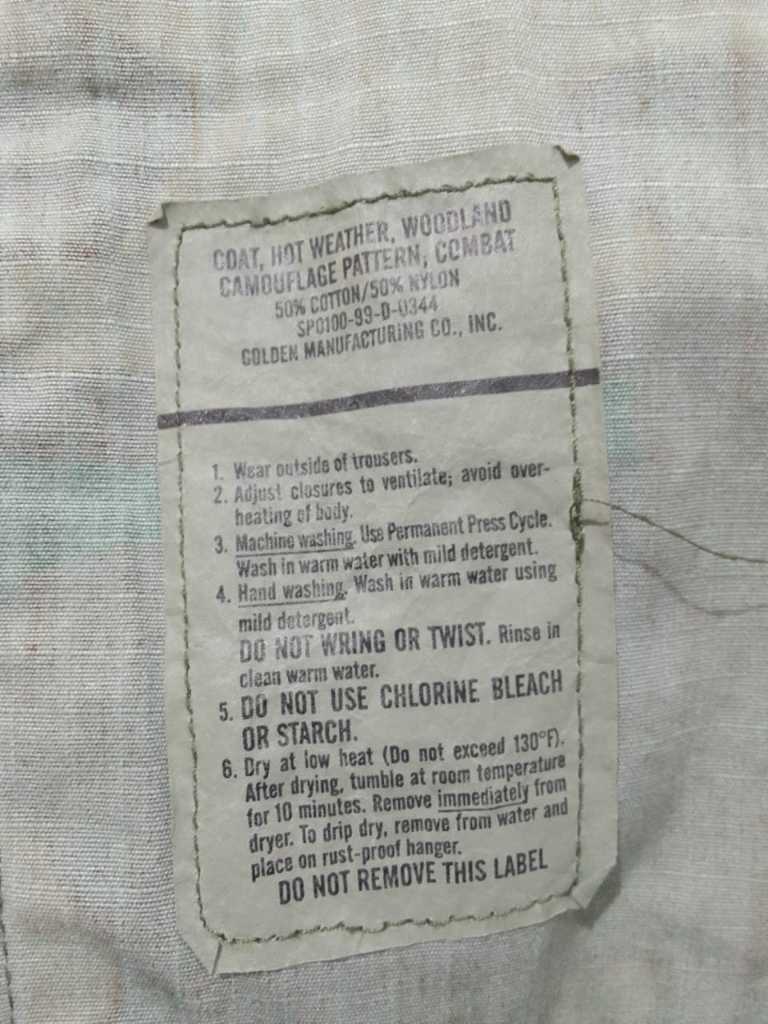 COAT, HOT WEATHER, WOODLAND
CAMOUFLAGE PATTERN, COMBAT
50% COTTON/50% NYLON
SPO100-99-D-0344
GOLDEN MANUFACTURING CO., INC.
1. Wear outside of trousers.
2. Adjust closures to ventilate; avoid over-
heating of body.
3. Machine washing. Use Permanent Press Cycle.
Wash in warm water with mild detergent.
4. Hand washing. Wash in warm water using
mild detergent.
DO NOT WRING OR TWIST. Rinse in
clean warm water.
5. DO NOT USE CHLORINE BLEACH
OR STARCH.
6. Dry at low heat (Do not exceed 130°F).
After drying, tumble at room temperature
for 10 minutes. Remove immediately from
dryer. To drip dry, remove from water and
place on rust-proof hanger.
DO NOT REMOVE THIS LABEL